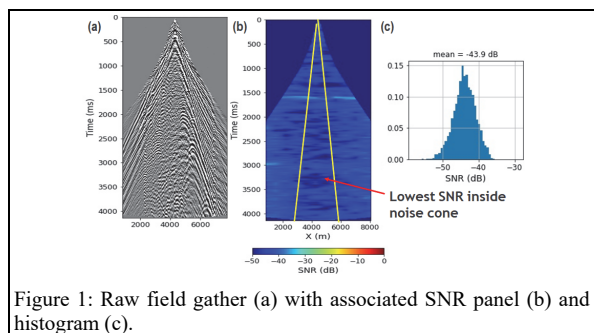 (a)
(b)
(c)
mean = -43.9 dB
Time (ms)
0
500
1000
1500
2000
2500
3000
3500
4000
2000 4000 6000
Time (ms)
0
500
1000
1500
2000
2500
3000
3500
4000
2000 4000 6000 8000
X (m)
−50 −40 −30 −20 −10 0
SNR (dB)
0.15
0.10
0.05
0.00
−50 −40 −30
SNR (dB)
Lowest SNR inside
noise cone
Figure 1: Raw field gather (a) with associated SNR panel (b) and
histogram (c).